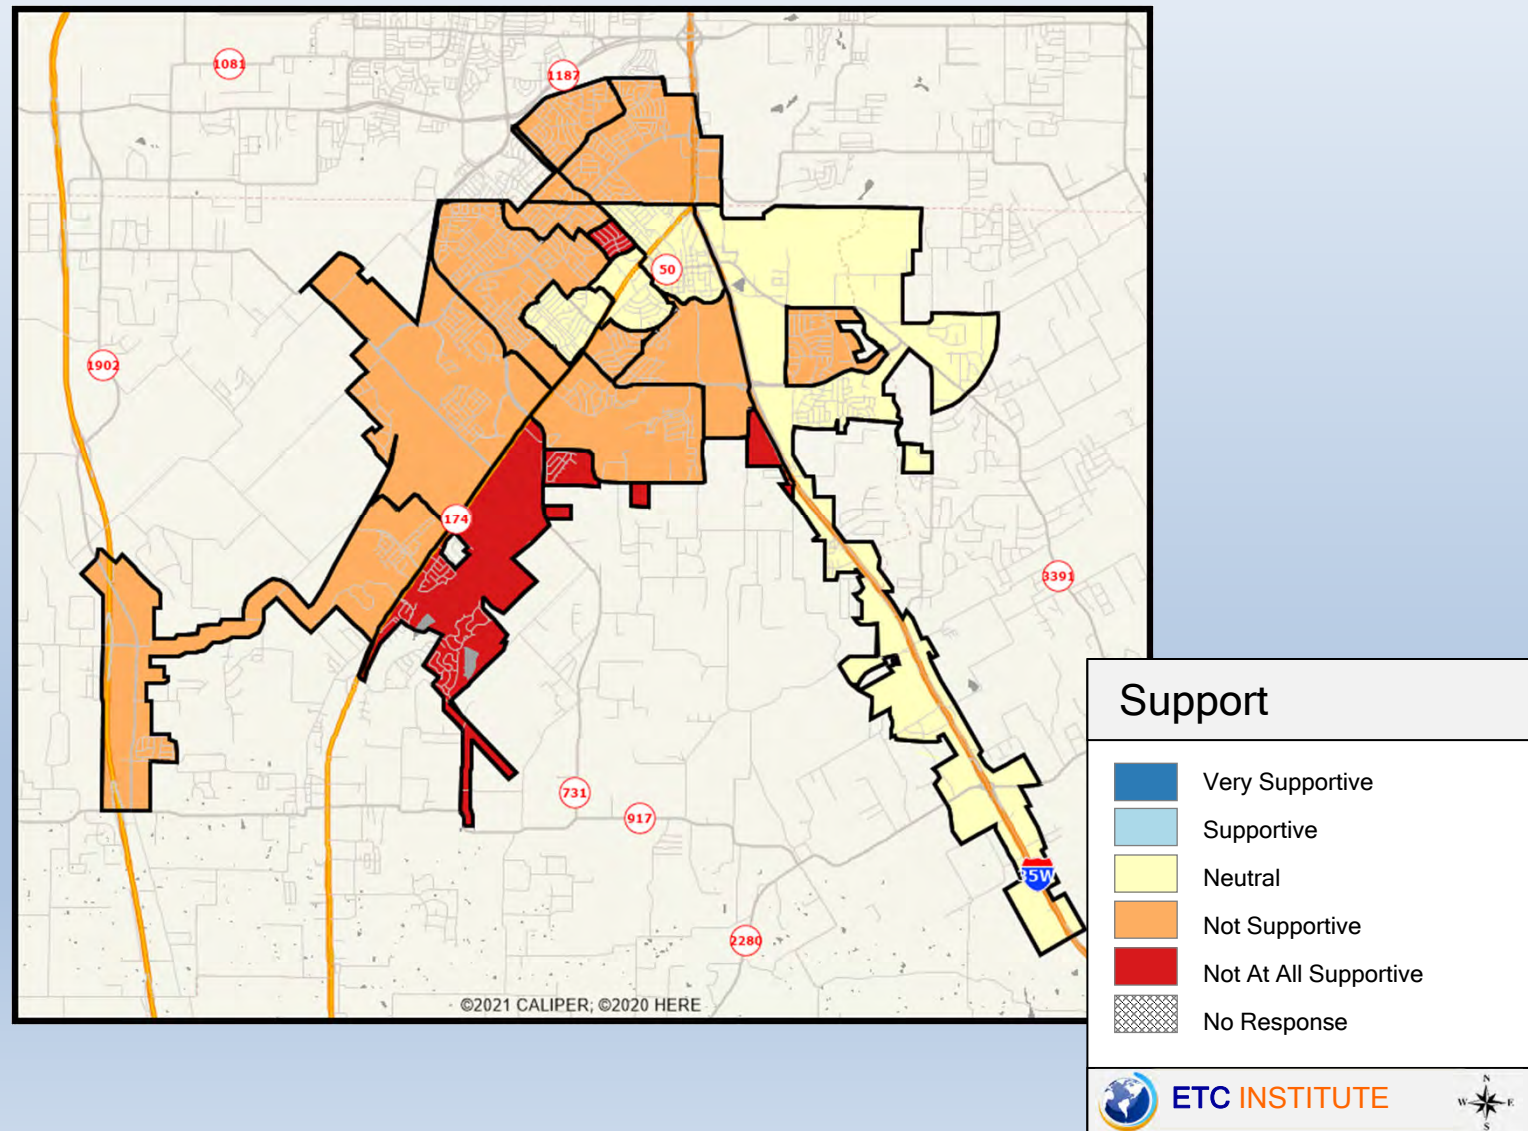 1081
1187
50
1902
174
3391
731
917
35W
2280
©2021 CALIPER; ©2020 HERE
Support
Very Supportive
Supportive
Neutral
Not Supportive
Not At All Supportive
No Response
ETC INSTITUTE
N
W E
S